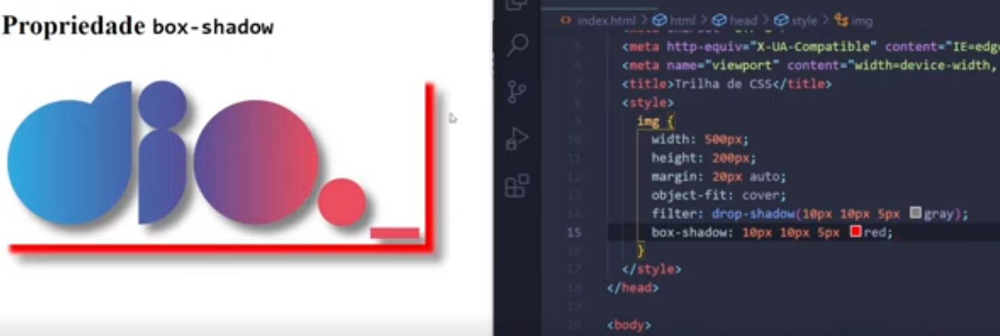 Propriedade box-shadow
dio.
index.html > html > head > style > img
5 <meta http-equiv="X-UA-Compatible" content="IE=edge
6 <meta name="viewport" content="width=device-width,
7 <title>Trilha de CSS</title>
8 <style>
9 img {
10 width: 500px;
11 height: 200px;
12 margin: 20px auto;
13 object-fit: cover;
14 filter: drop-shadow(10px 10px 5px gray);
15 box-shadow: 10px 10px 5px red;
16 }
17 </style>
18 </head>
19
20 <body>